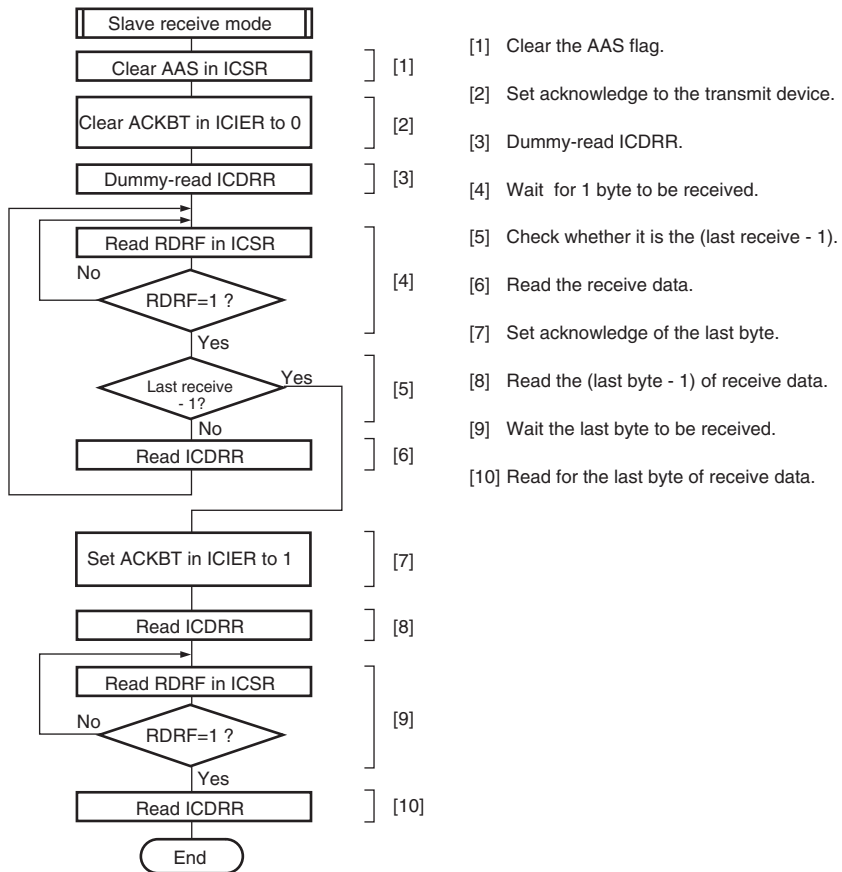 Slave receive mode
Clear AAS in ICSR
[1]
Clear ACKBT in ICIER to 0
[2]
Dummy-read ICDRR
[3]
Read RDRF in ICSR
No
RDRF=1 ?
[4]
Yes
Last receive
- 1?
Yes
[5]
No
Read ICDRR
[6]
Set ACKBT in ICIER to 1
[7]
Read ICDRR
[8]
Read RDRF in ICSR
No
RDRF=1 ?
[9]
Yes
Read ICDRR
[10]
End
[1] Clear the AAS flag.
[2] Set acknowledge to the transmit device.
[3] Dummy-read ICDRR.
[4] Wait for 1 byte to be received.
[5] Check whether it is the (last receive - 1).
[6] Read the receive data.
[7] Set acknowledge of the last byte.
[8] Read the (last byte - 1) of receive data.
[9] Wait the last byte to be received.
[10] Read for the last byte of receive data.